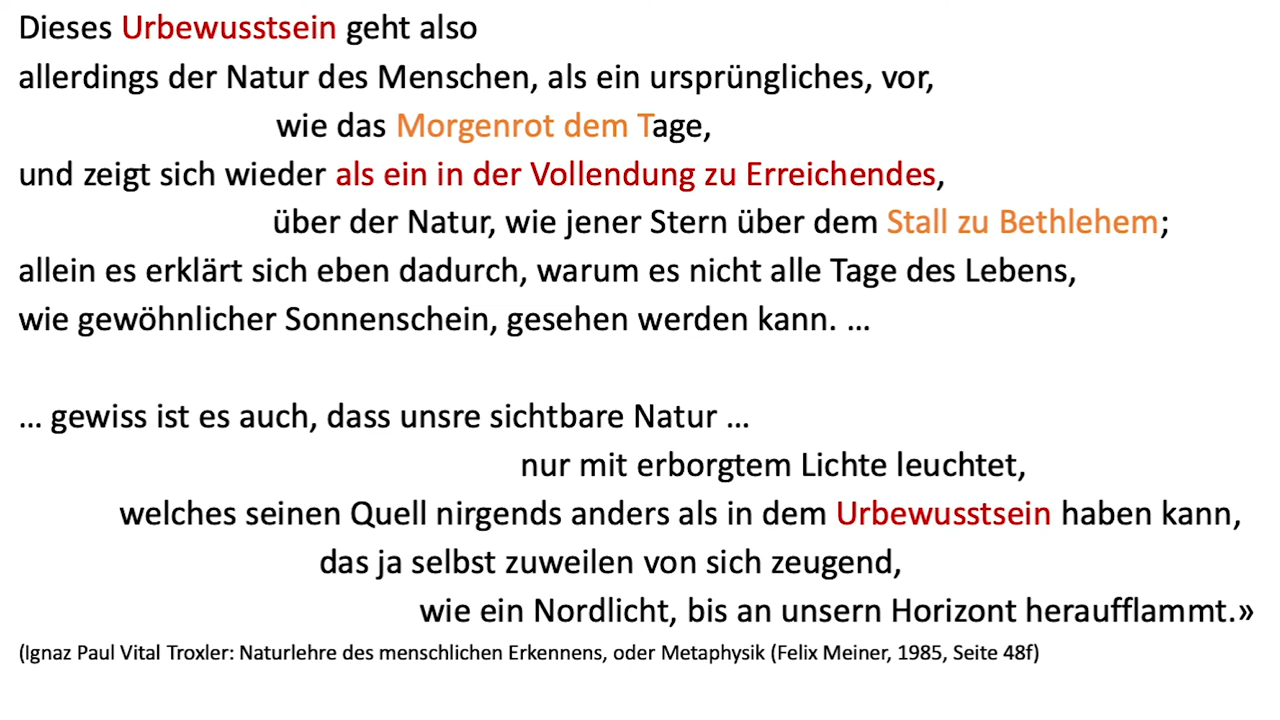 Dieses Urbewusstsein geht also
allerdings der Natur des Menschen, als ein ursprüngliches, vor,
wie das Morgenrot dem Tage,
und zeigt sich wieder als ein in der Vollendung zu Erreichendes,
über der Natur, wie jener Stern über dem Stall zu Bethlehem;
allein es erklärt sich eben dadurch, warum es nicht alle Tage des Lebens,
wie gewöhnlicher Sonnenschein, gesehen werden kann. …
… gewiss ist es auch, dass unsre sichtbare Natur …
nur mit erborgtem Lichte leuchtet,
welches seinen Quell nirgends anders als in dem Urbewusstsein haben kann,
das ja selbst zuweilen von sich zeugend,
wie ein Nordlicht, bis an unsern Horizont heraufflammt.»
(Ignaz Paul Vital Troxler: Naturlehre des menschlichen Erkennens, oder Metaphysik (Felix Meiner, 1985, Seite 48f)